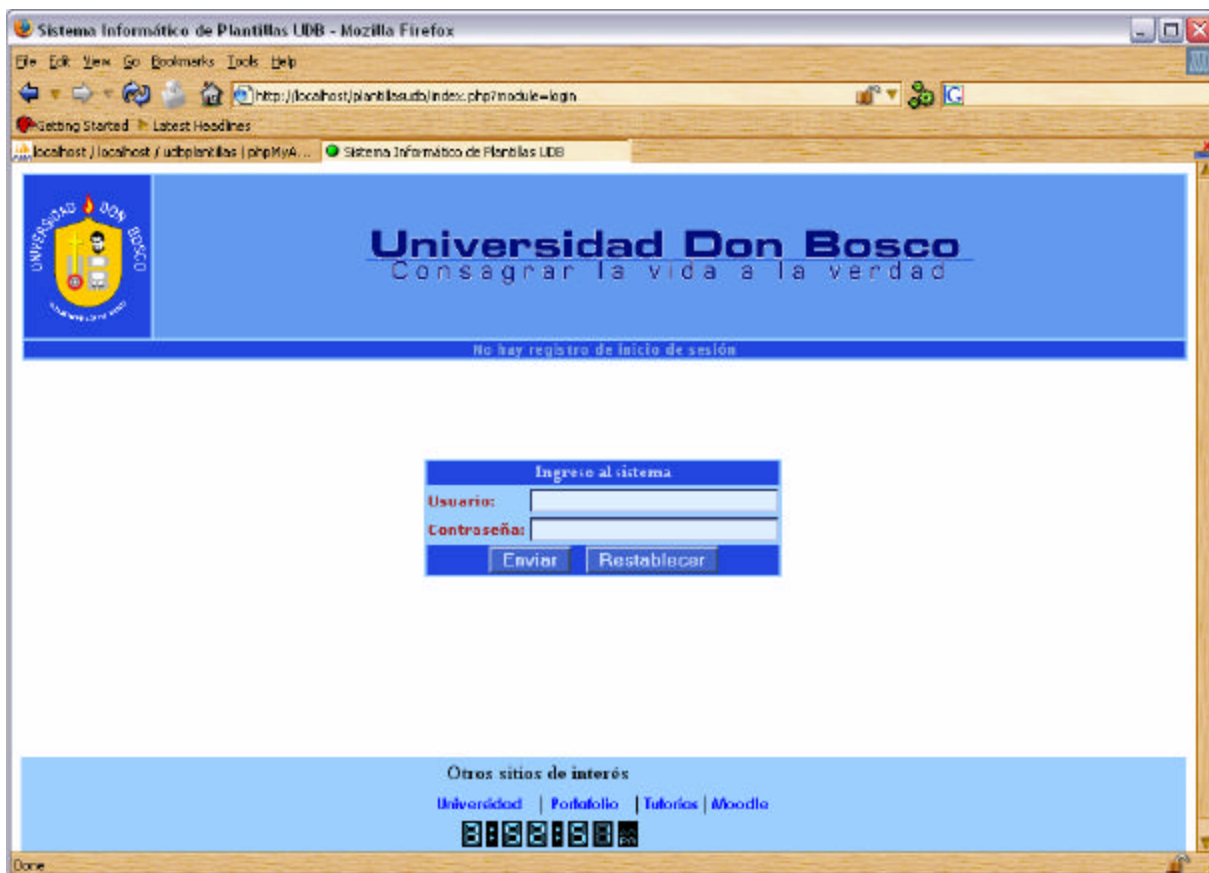 Sistema Informático de Plantillas UDB - Mozilla Firefox
File Edit View Go Bookmarks Tools Help
http://localhost/plantillasudb/index.php?module=login
Getting Started Latest Headlines
localhost / localhost / udbplantillas | phpMyA... Sistema Informático de Plantillas UDB
UNIVERSIDAD DON BOSCO
Universidad Don Bosco
Consagrar la vida a la verdad
No hay registro de inicio de sesión
Ingreso al sistema
Usuario:
Contraseña:
Enviar Restablecer
Otros sitios de interés
Universidad | Portafolio | Tutorías | Moodle
Done